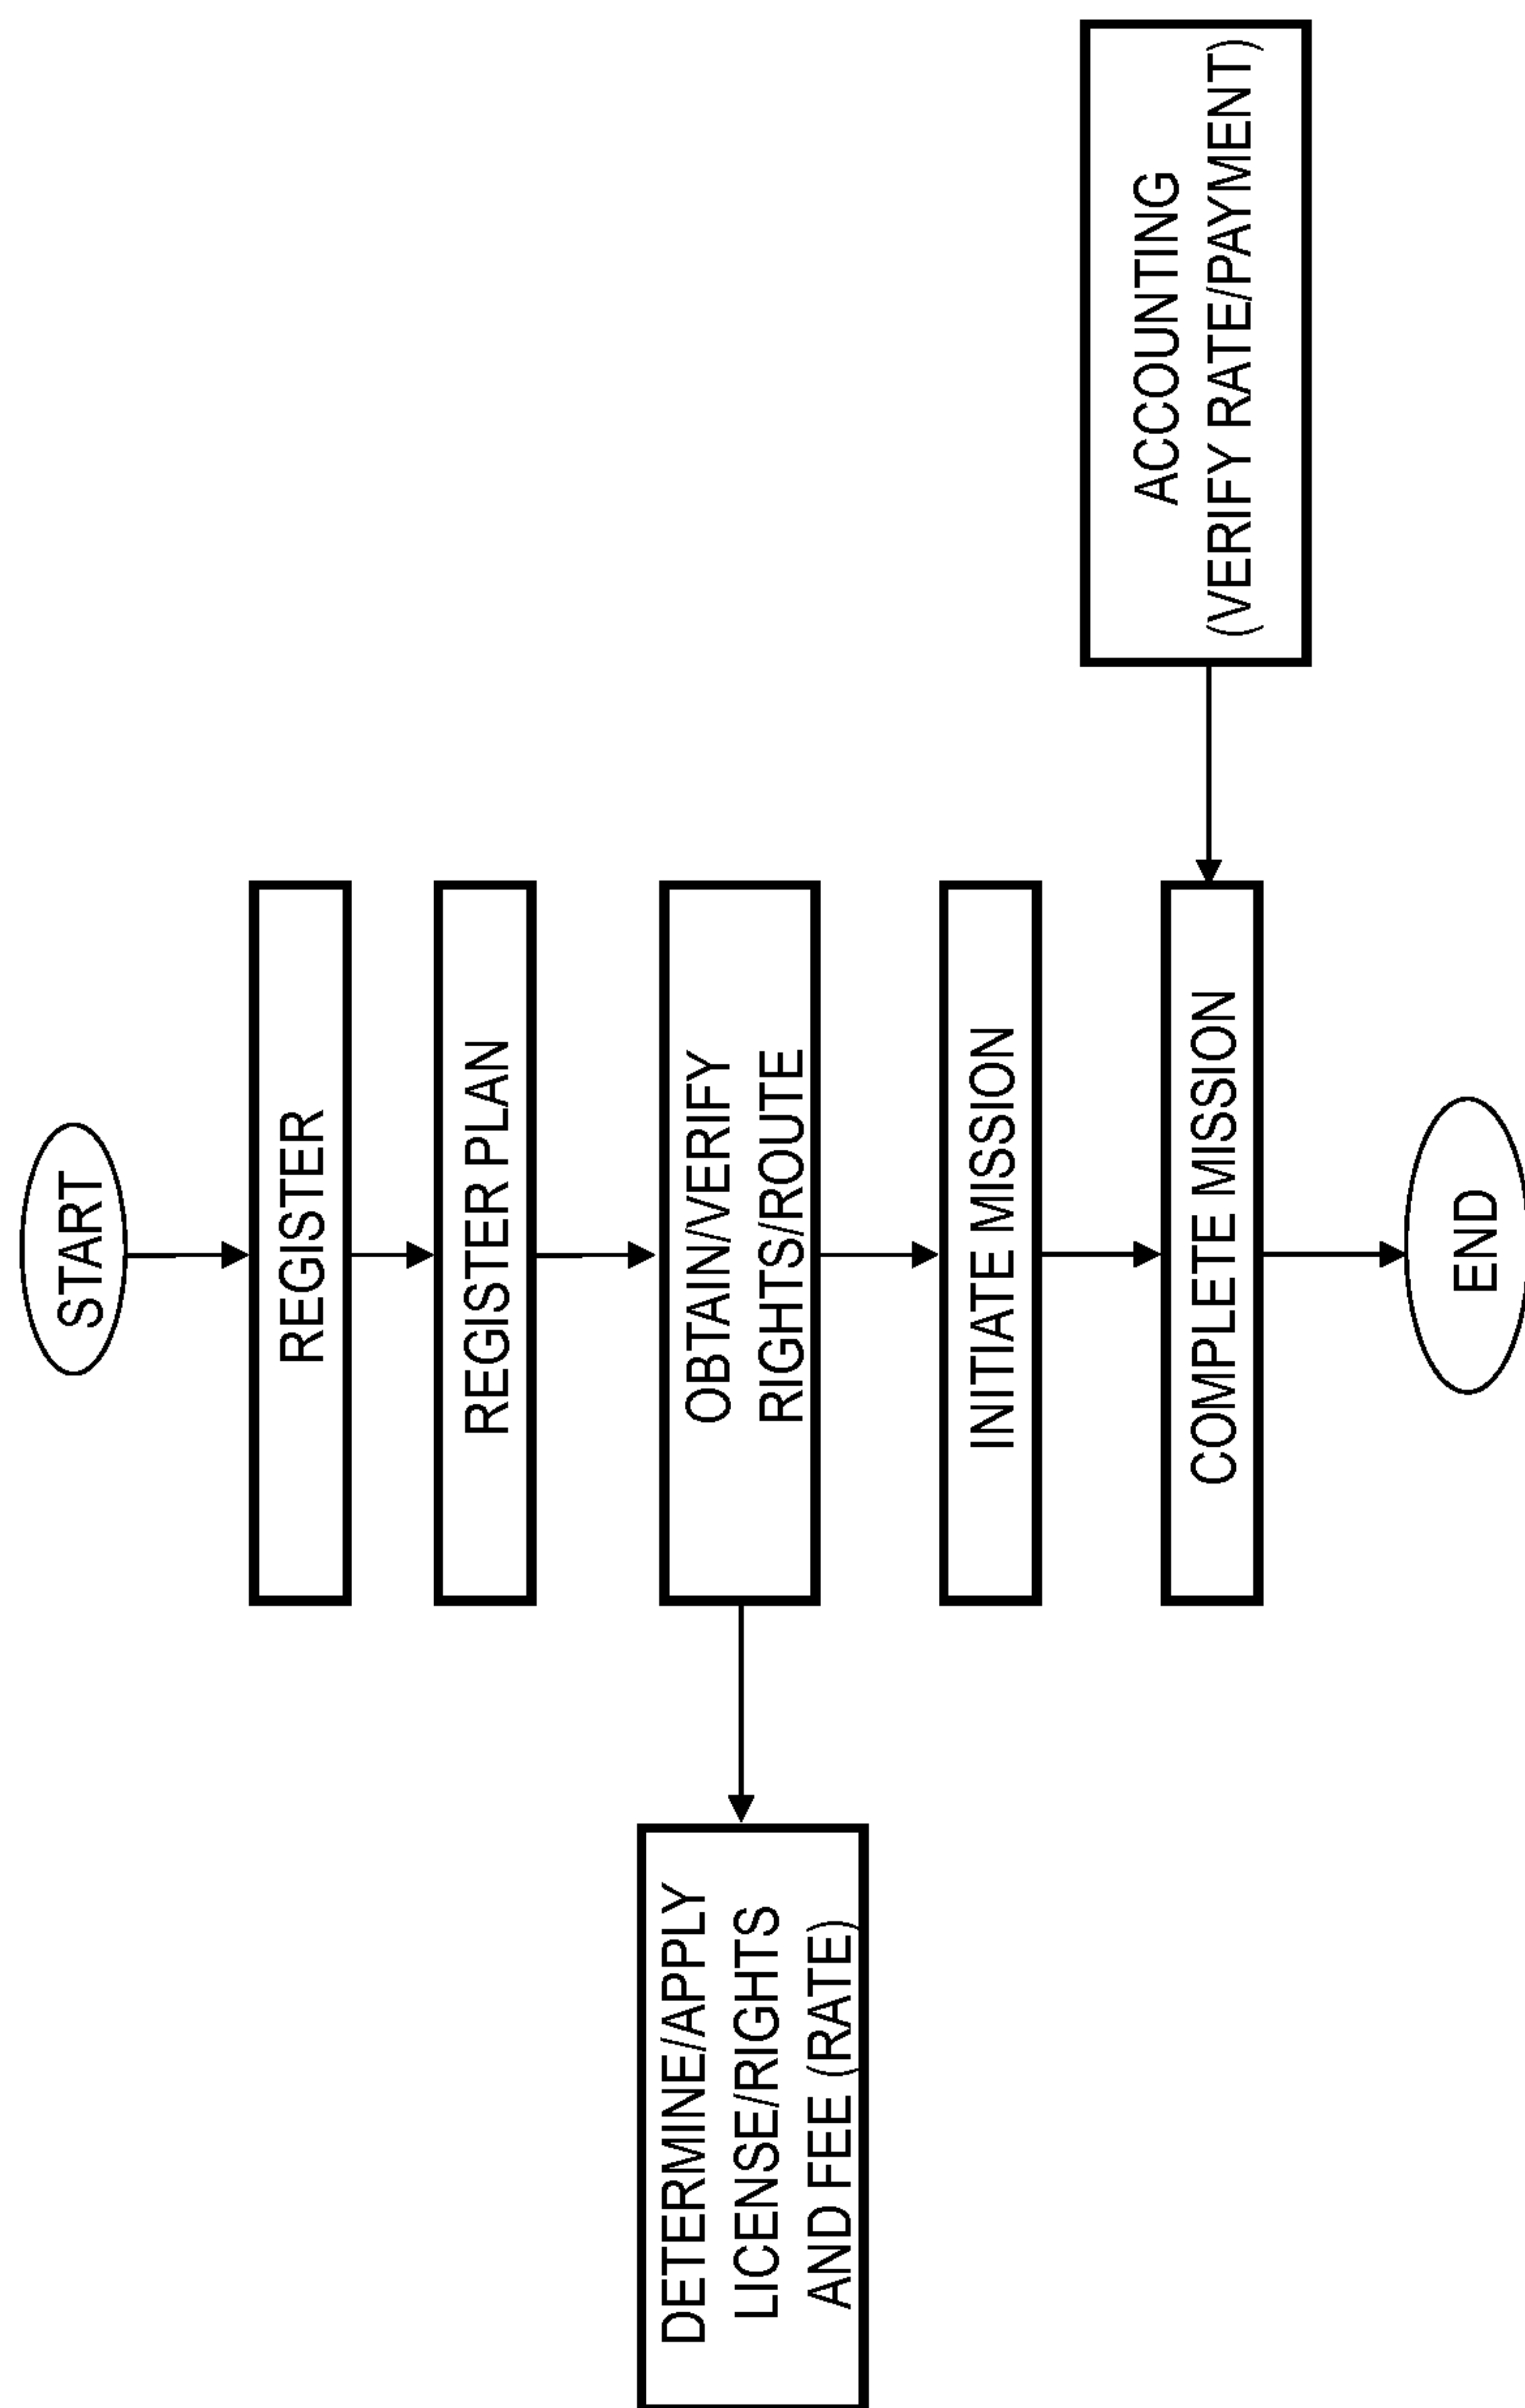 START
REGISTER
REGISTER PLAN
OBTAIN/VERIFY
RIGHTS/ROUTE
DETERMINE/APPLY
LICENSE/RIGHTS
AND FEE (RATE)
INITIATE MISSION
COMPLETE MISSION
ACCOUNTING
(VERIFY RATE/PAYMENT)
END